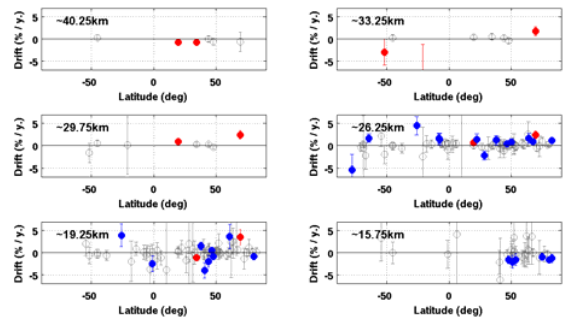 ~40.25km
Drift (% / y.)
5
0
-5
-50
0
50
Latitude (deg)
~33.25km
Drift (% / y.)
5
0
-5
-50
0
50
Latitude (deg)
~29.75km
Drift (% / y.)
5
0
-5
-50
0
50
Latitude (deg)
~26.25km
Drift (% / y.)
5
0
-5
-50
0
50
Latitude (deg)
~19.25km
Drift (% / y.)
5
0
-5
-50
0
50
Latitude (deg)
~15.75km
Drift (% / y.)
5
0
-5
-50
0
50
Latitude (deg)